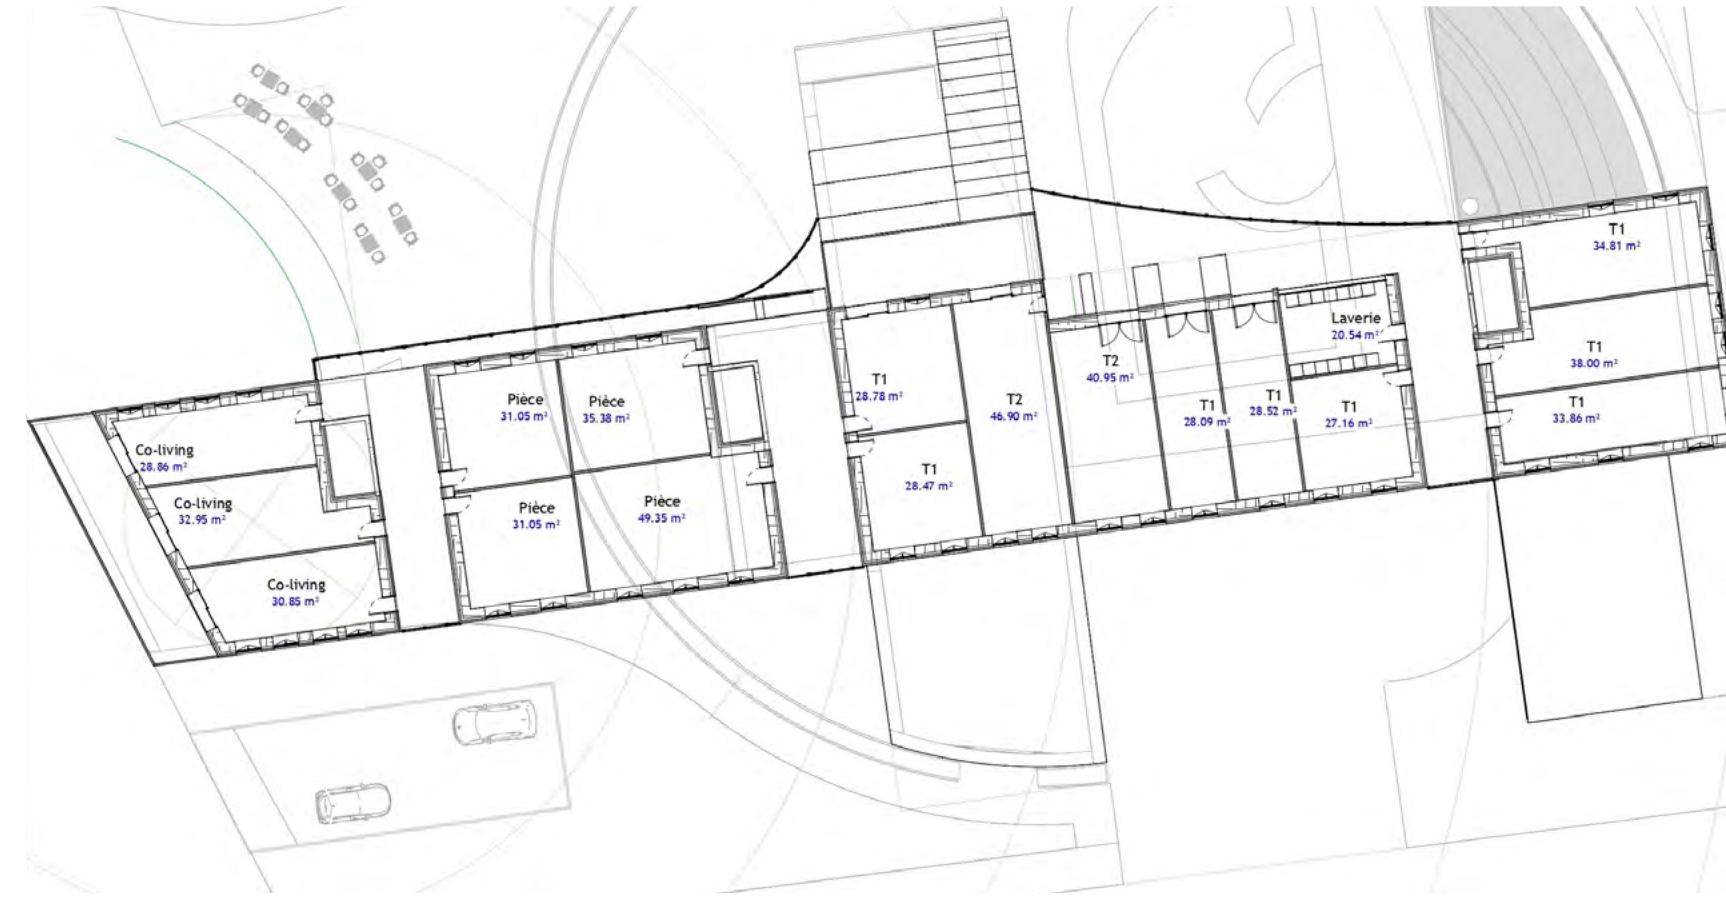 Co-living
28.86 m²
Co-living
32.95 m²
Co-living
30.85 m²
Pièce
31.05 m²
Pièce
35.38 m²
Pièce
31.05 m²
Pièce
49.35 m²
T1
28.78 m²
T1
28.47 m²
T2
46.90 m²
T2
40.95 m²
T1
28.09 m²
T1
28.52 m²
Laverie
20.54 m²
T1
27.16 m²
T1
34.81 m²
T1
38.00 m²
T1
33.86 m²